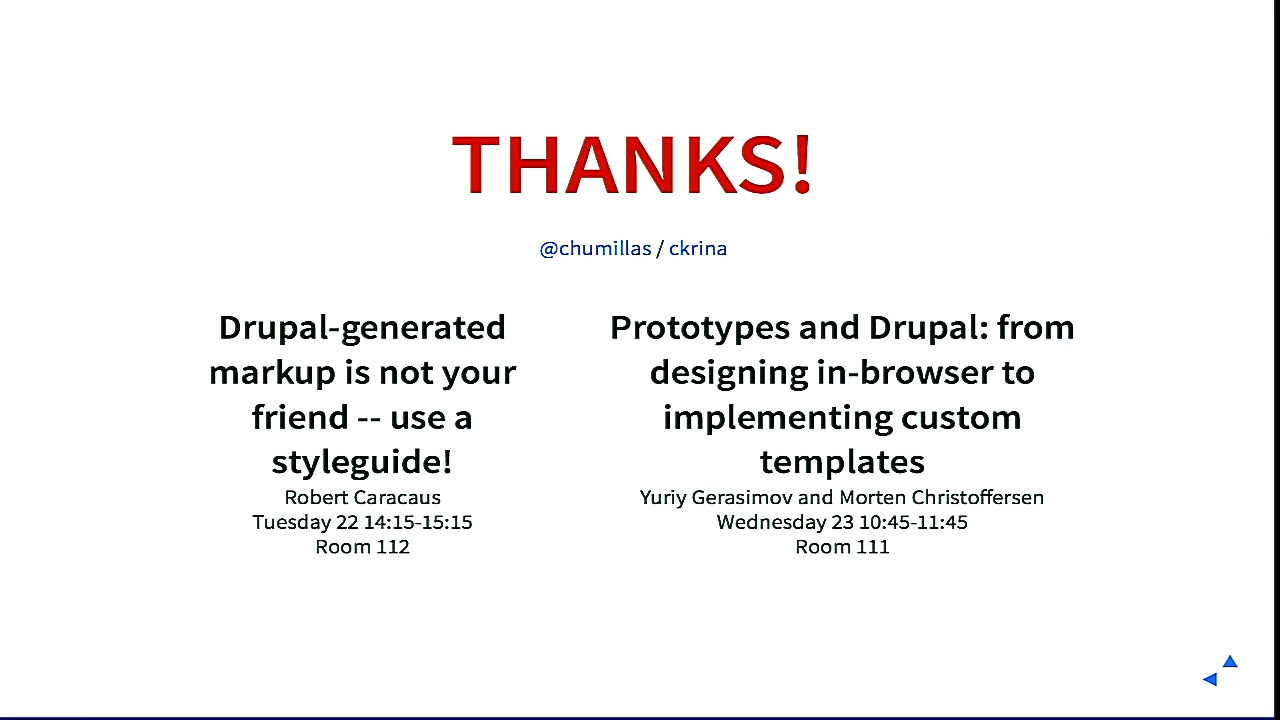 THANKS!
@chumillas / ckrina
Drupal-generated
markup is not your
friend -- use a
styleguide!
Robert Caracaus
Tuesday 22 14:15-15:15
Room 112
Prototypes and Drupal: from
designing in-browser to
implementing custom
templates
Yuriy Gerasimov and Morten Christoffersen
Wednesday 23 10:45-11:45
Room 111